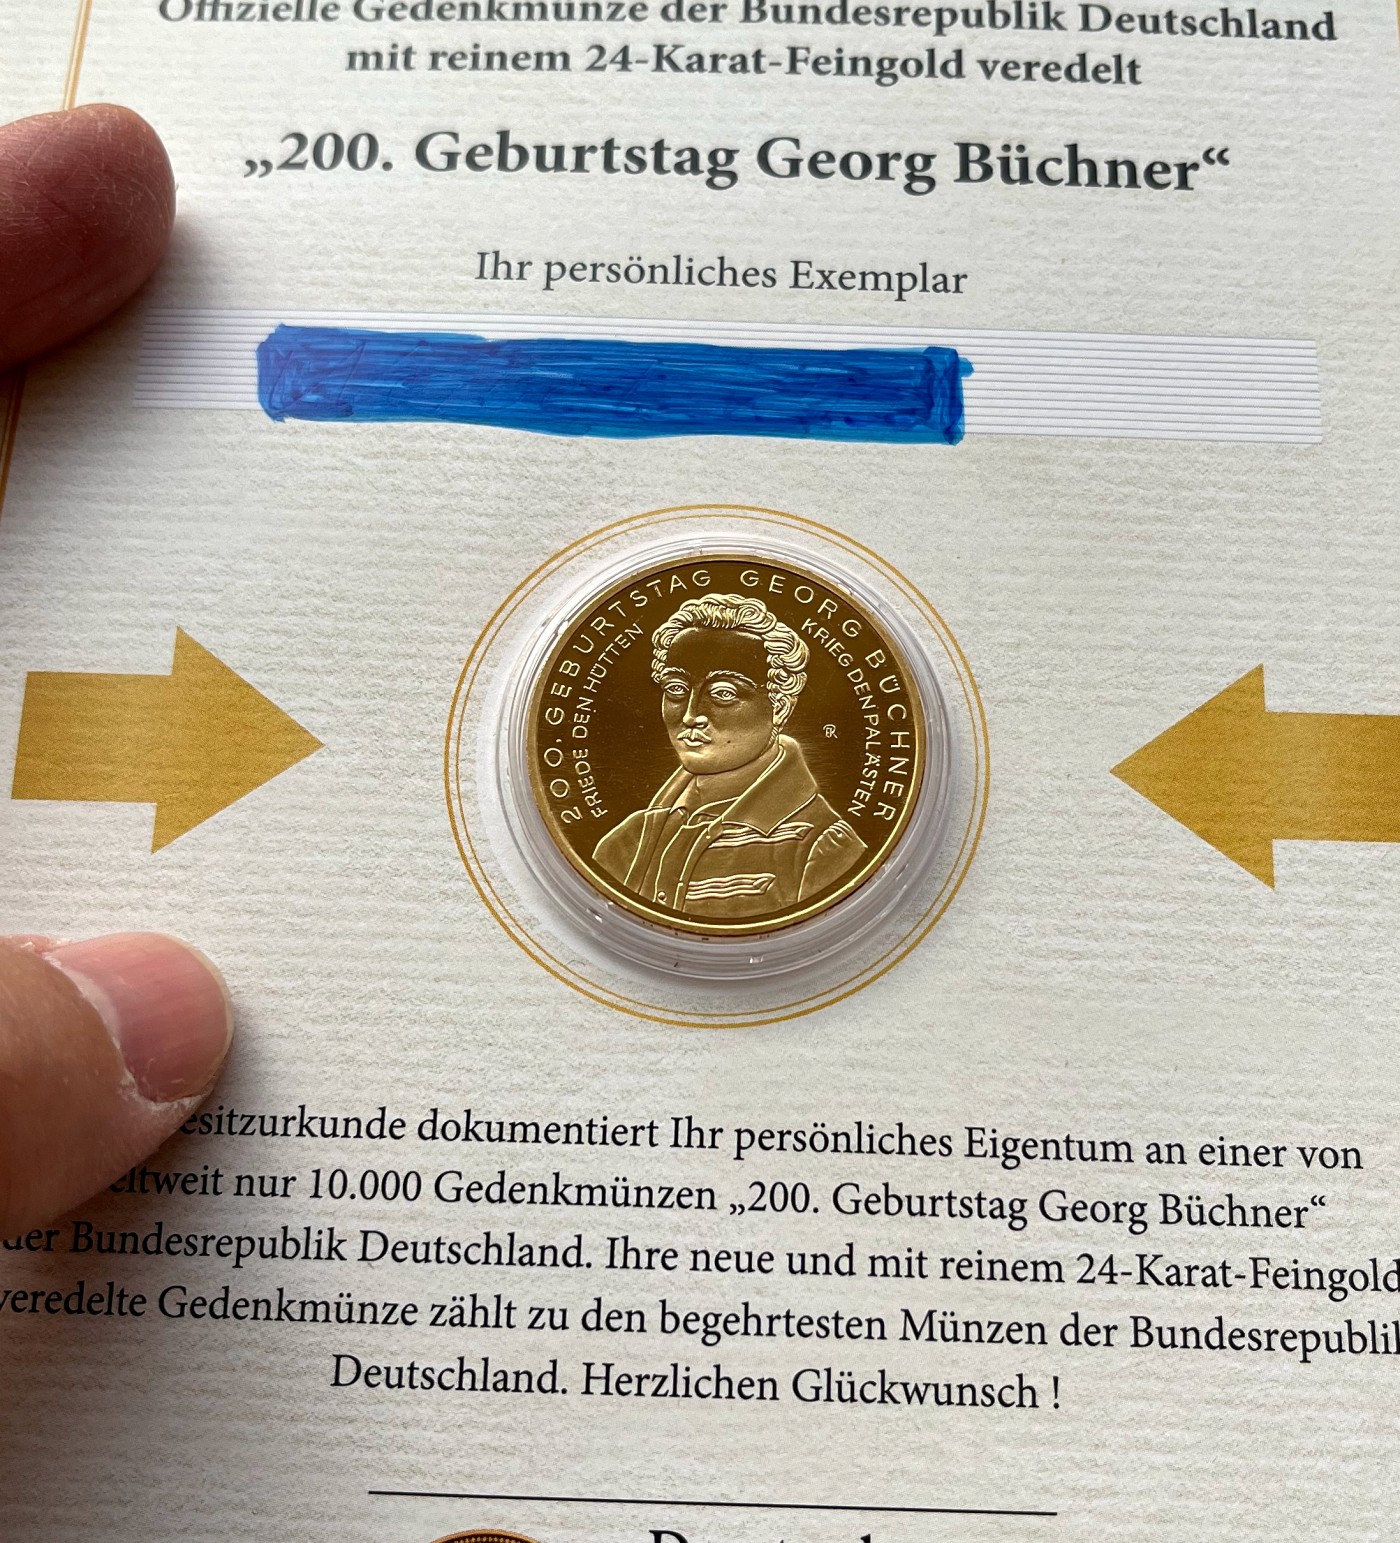 Offizielle Gedenkmünze der Bundesrepublik Deutschland
mit reinem 24-Karat-Feingold veredelt
„200. Geburtstag Georg Büchner“
Ihr persönliches Exemplar
200. GEBURTSTAG GEORG BÜCHNER
FRIEDE DEN HÜTTEN
KRIEG DEN PALÄSTEN
esitzurkunde dokumentiert Ihr persönliches Eigentum an einer von
eltweit nur 10.000 Gedenkmünzen „200. Geburtstag Georg Büchner“
der Bundesrepublik Deutschland. Ihre neue und mit reinem 24-Karat-Feingold
veredelte Gedenkmünze zählt zu den begehrtesten Münzen der Bundesrepublik
Deutschland. Herzlichen Glückwunsch !